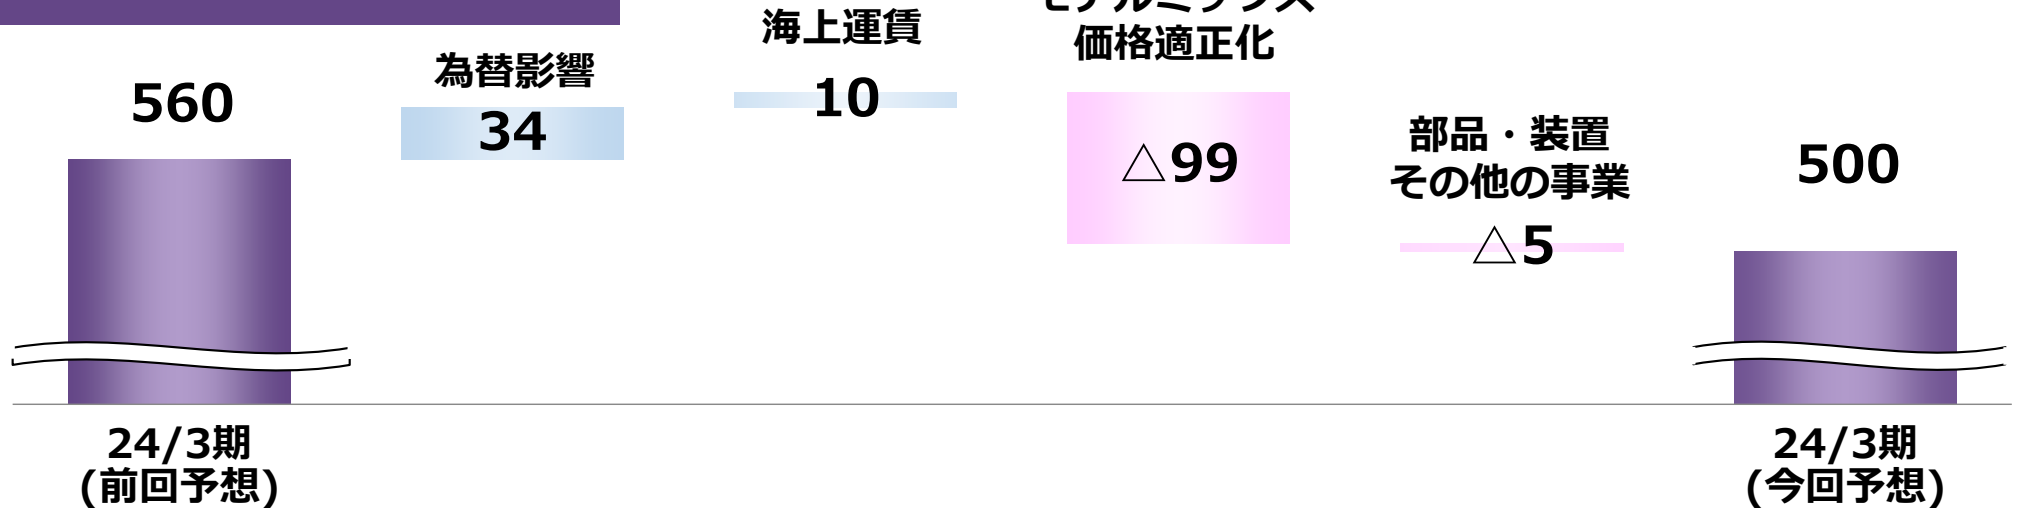 海上運賃
価格適正化
為替影響
560
34
10
△99
部品・装置
その他の事業
△5
500
24/3期
(前回予想)
24/3期
(今回予想)